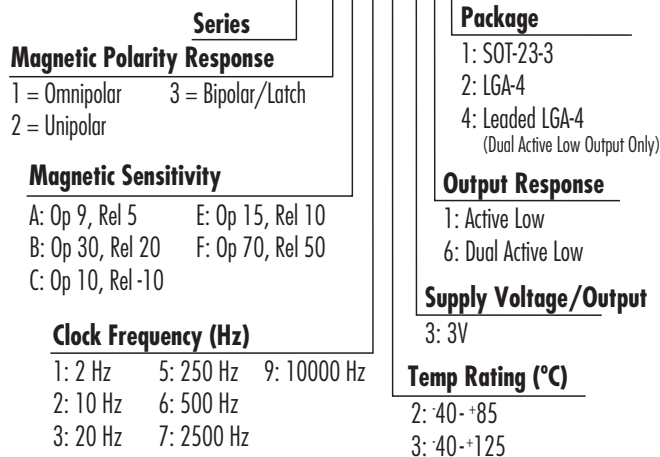 Series
Magnetic Polarity Response
1 = Omnipolar 3 = Bipolar/Latch
2 = Unipolar
Magnetic Sensitivity
A: Op 9, Rel 5 E: Op 15, Rel 10
B: Op 30, Rel 20 F: Op 70, Rel 50
C: Op 10, Rel -10
Clock Frequency (Hz)
1: 2 Hz 5: 250 Hz 9: 10000 Hz
2: 10 Hz 6: 500 Hz
3: 20 Hz 7: 2500 Hz
Package
1: SOT-23-3
2: LGA-4
4: Leaded LGA-4
(Dual Active Low Output Only)
Output Response
1: Active Low
6: Dual Active Low
Supply Voltage/Output
3: 3V
Temp Rating (ºC)
2: -40- +85
3: -40-+125